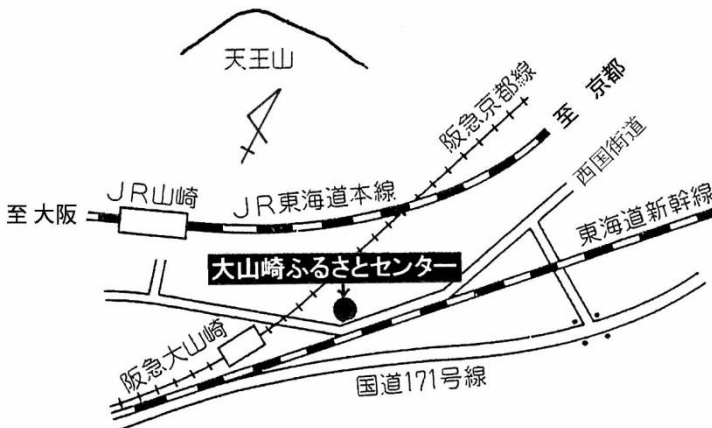 天王山
阪急京都線
至 京都
西国街道
JR山崎
JR東海道本線
至 大阪
東海道新幹線
大山崎ふるさとセンター
阪急大山崎
国道171号線